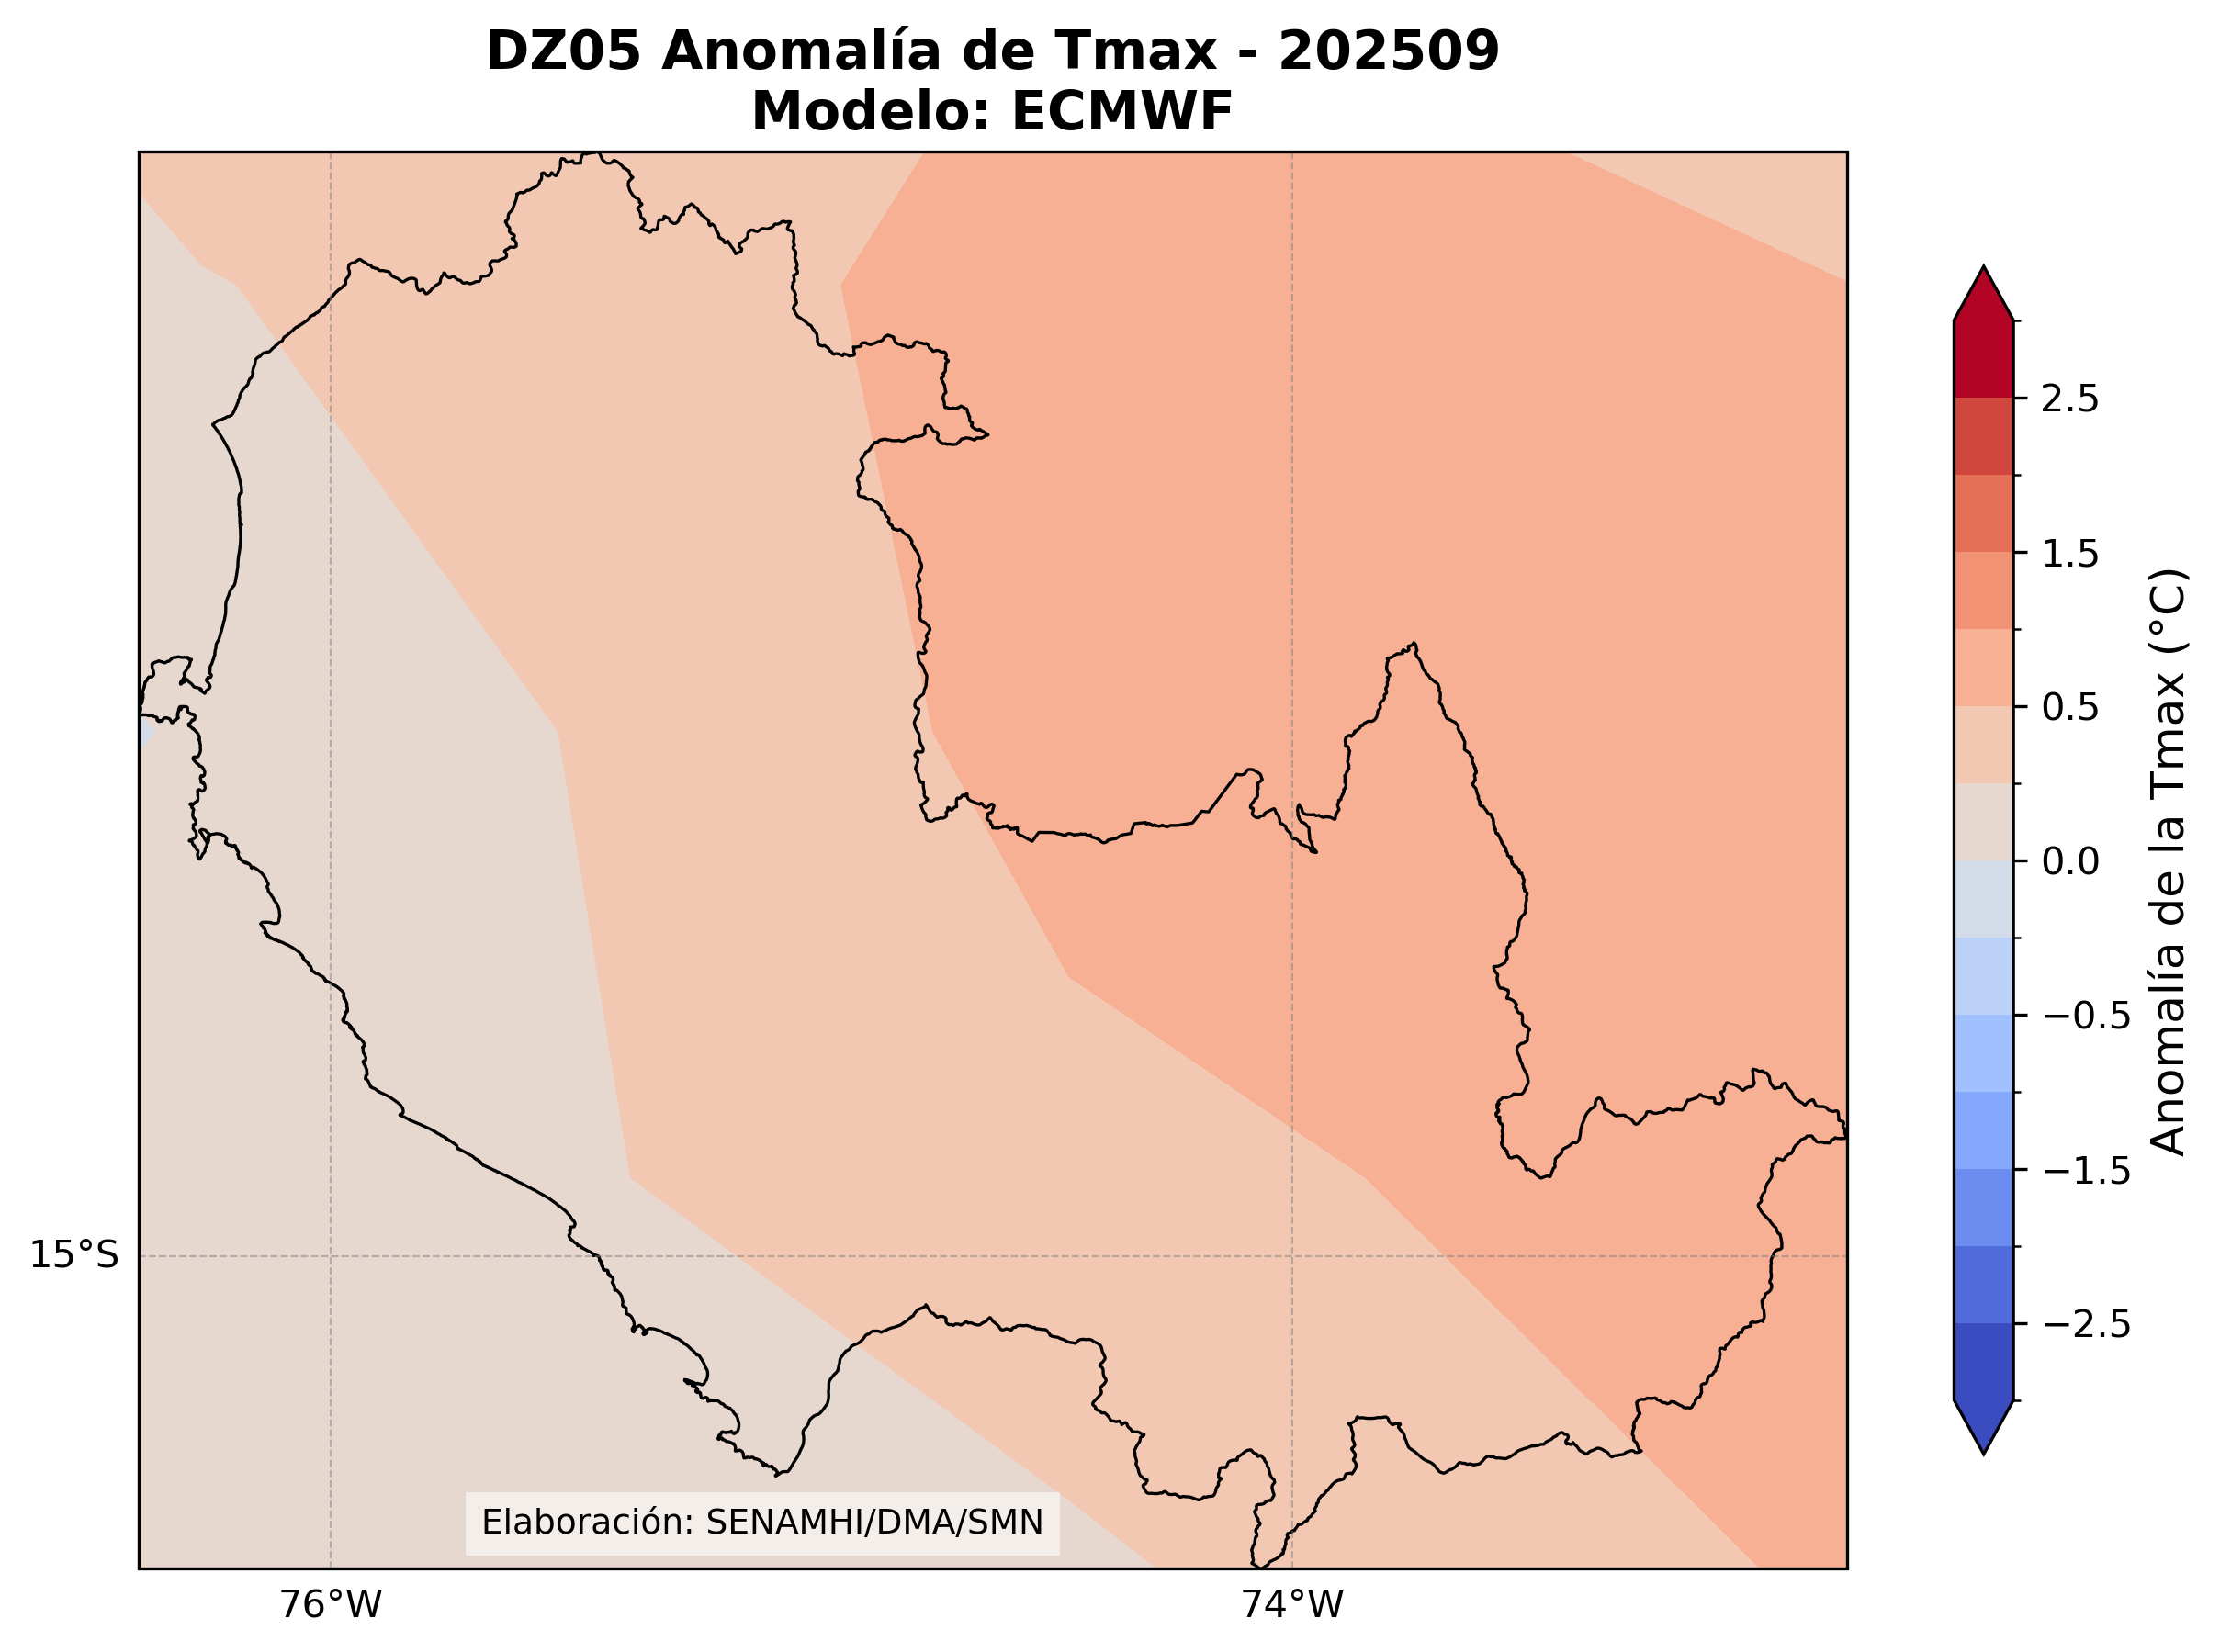 DZ05 Anomalía de Tmax - 202509
Modelo: ECMWF
2.5
1.5
0.5
0.0
−0.5
−1.5
−2.5
Anomalía de la Tmax (°C)
15°S
Elaboración: SENAMHI/DMA/SMN
76°W
74°W